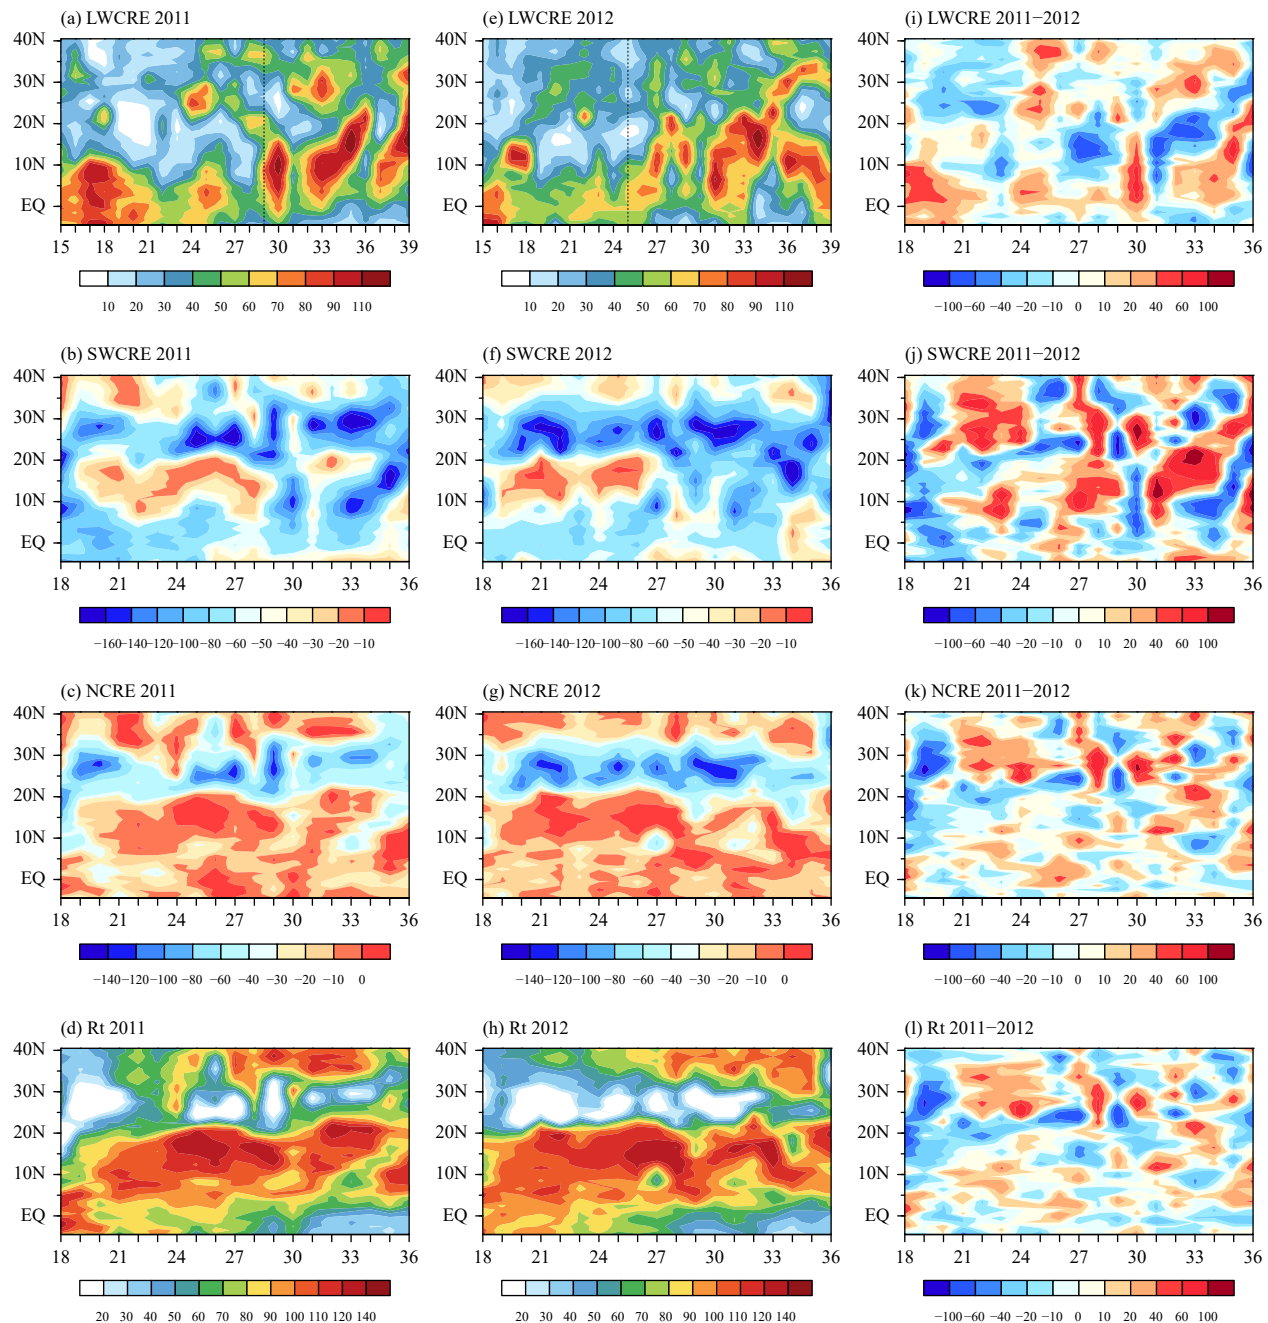 (a) LWCRE 2011
(e) LWCRE 2012
(i) LWCRE 2011−2012
40N 30N 20N 10N EQ
15 18 21 24 27 30 33 36 39
40N 30N 20N 10N EQ
15 18 21 24 27 30 33 36 39
40N 30N 20N 10N EQ
18 21 24 27 30 33 36
10 20 30 40 50 60 70 80 90 110
10 20 30 40 50 60 70 80 90 110
−100 −60 −40 −20 −10 0 10 20 40 60 100
(b) SWCRE 2011
(f) SWCRE 2012
(j) SWCRE 2011−2012
40N 30N 20N 10N EQ
18 21 24 27 30 33 36
40N 30N 20N 10N EQ
18 21 24 27 30 33 36
40N 30N 20N 10N EQ
18 21 24 27 30 33 36
−160 −140 −120 −100 −80 −60 −50 −40 −30 −20 −10
−160 −140 −120 −100 −80 −60 −50 −40 −30 −20 −10
−100 −60 −40 −20 −10 0 10 20 40 60 100
(c) NCRE 2011
(g) NCRE 2012
(k) NCRE 2011−2012
40N 30N 20N 10N EQ
18 21 24 27 30 33 36
40N 30N 20N 10N EQ
18 21 24 27 30 33 36
40N 30N 20N 10N EQ
18 21 24 27 30 33 36
−140 −120 −100 −80 −60 −40 −30 −20 −10 0
−140 −120 −100 −80 −60 −40 −30 −20 −10 0
−100 −60 −40 −20 −10 0 10 20 40 60 100
(d) Rt 2011
(h) Rt 2012
(l) Rt 2011−2012
40N 30N 20N 10N EQ
18 21 24 27 30 33 36
40N 30N 20N 10N EQ
18 21 24 27 30 33 36
40N 30N 20N 10N EQ
18 21 24 27 30 33 36
20 30 40 50 60 70 80 90 100 110 120 140
20 30 40 50 60 70 80 90 100 110 120 140
−100 −60 −40 −20 −10 0 10 20 40 60 100